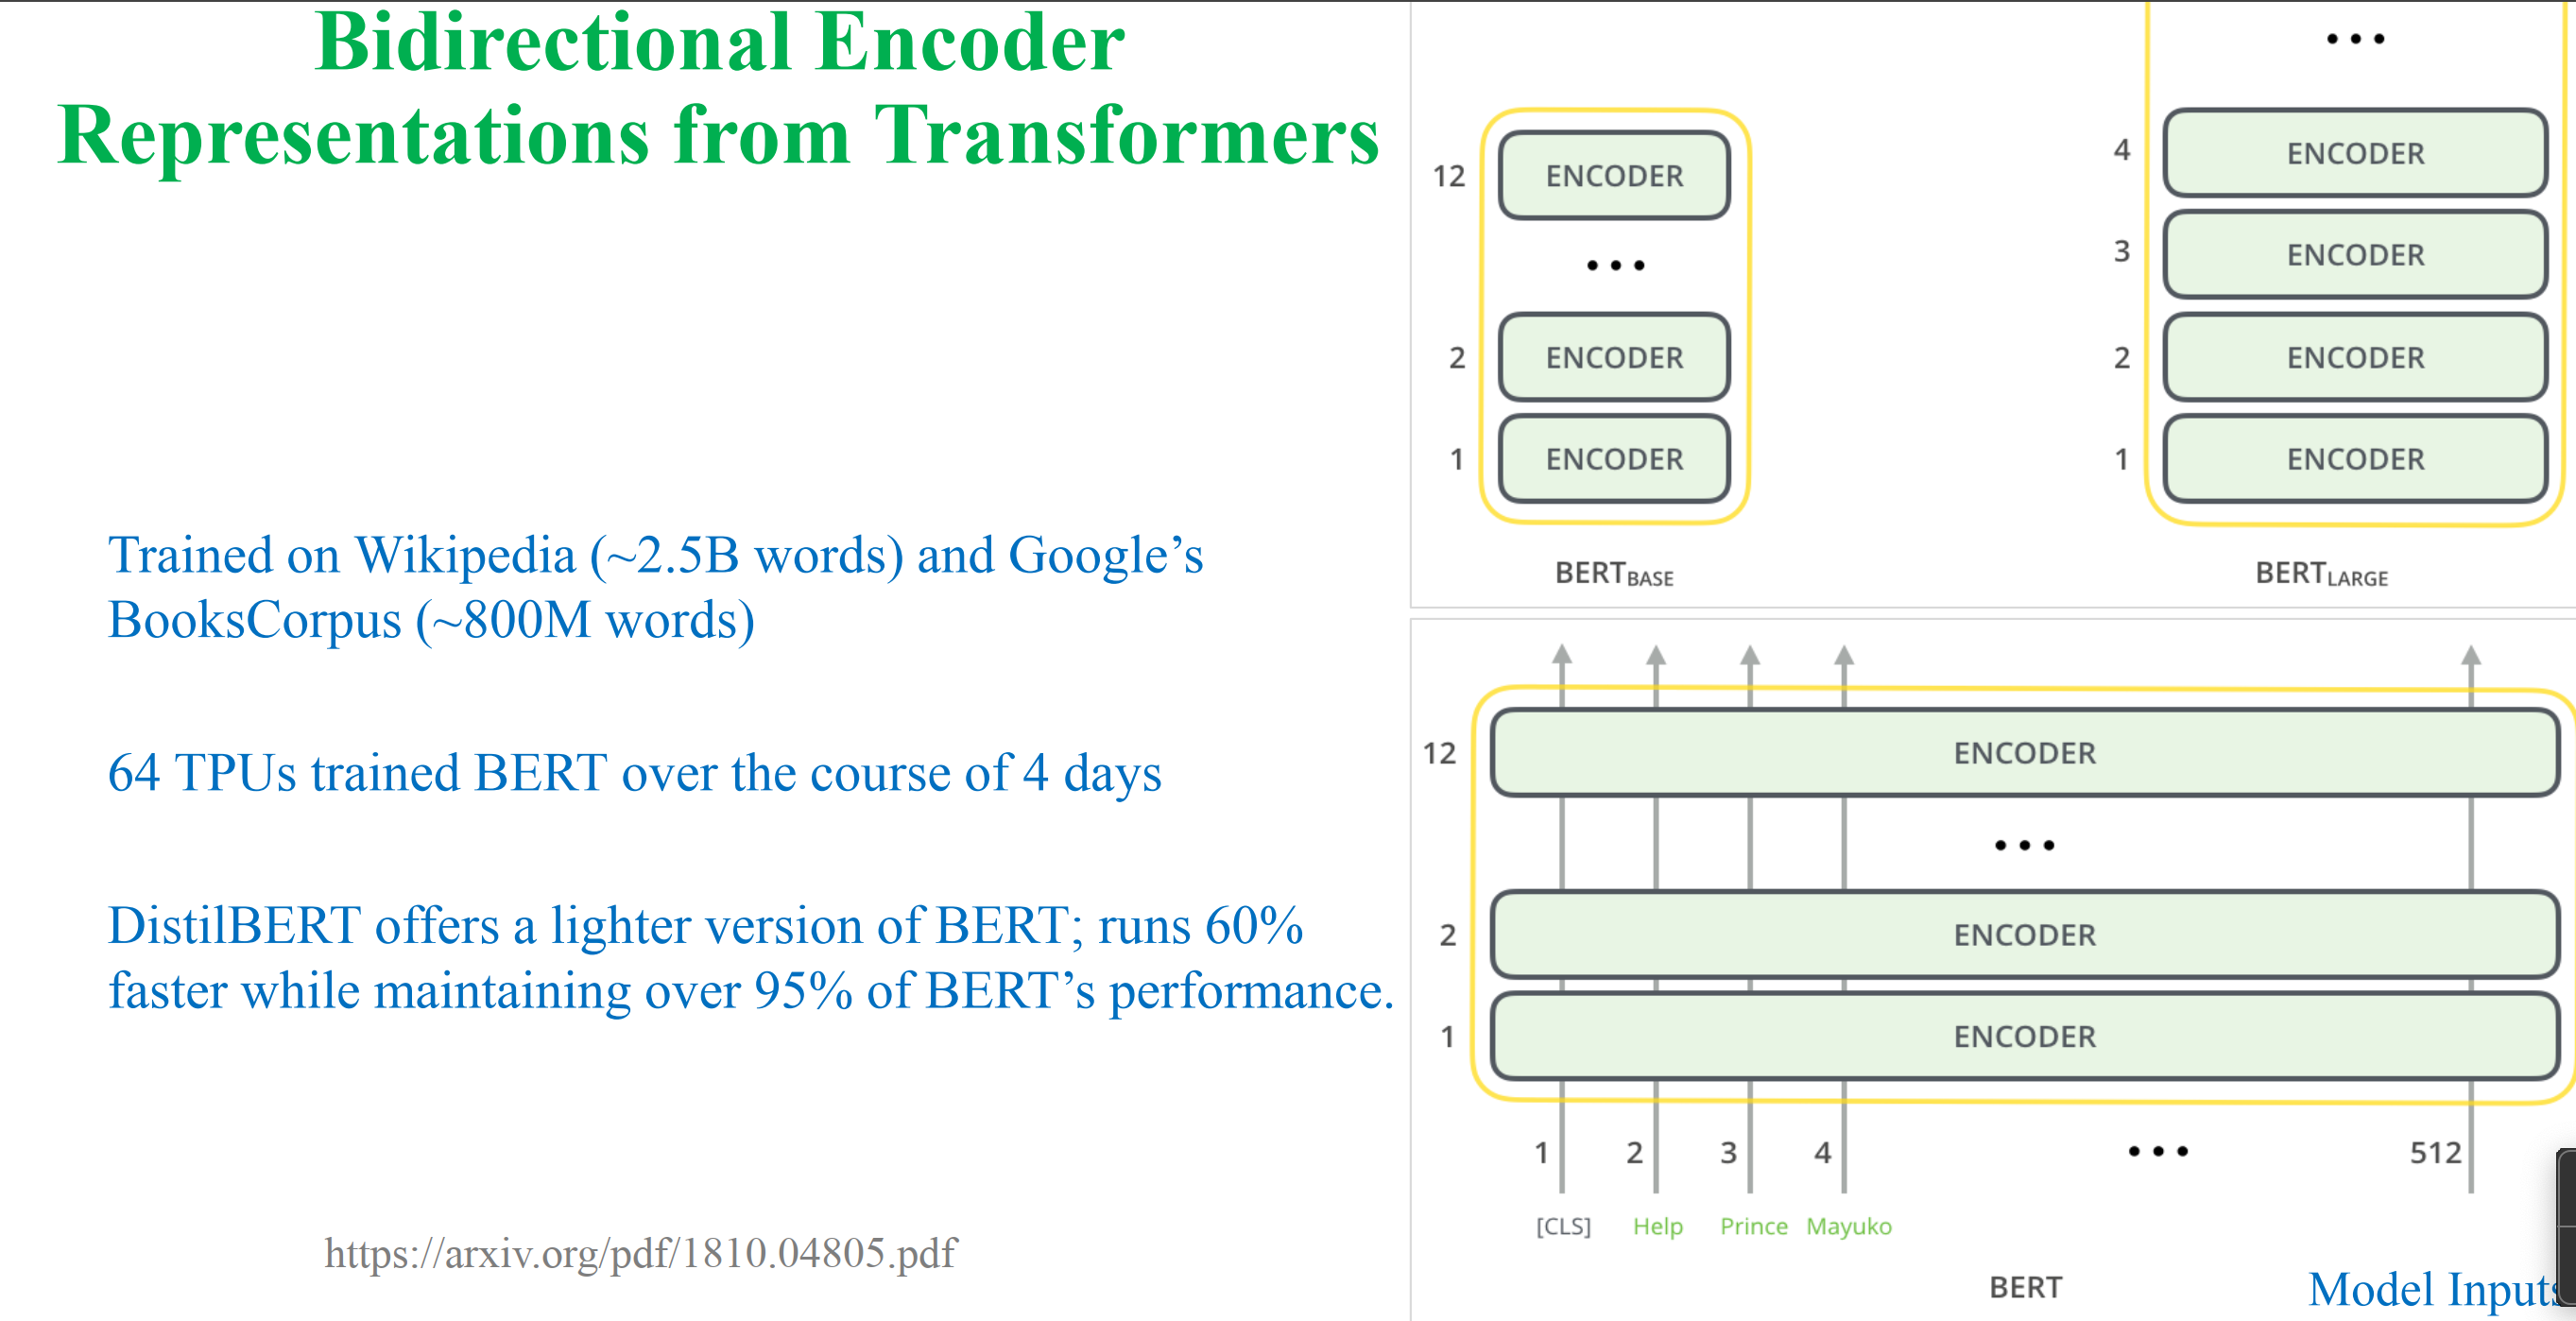 Bidirectional Encoder
Representations from Transformers
Trained on Wikipedia (~2.5B words) and Google’s
BooksCorpus (~800M words)
64 TPUs trained BERT over the course of 4 days
DistilBERT offers a lighter version of BERT; runs 60%
faster while maintaining over 95% of BERT’s performance.
https://arxiv.org/pdf/1810.04805.pdf
12 ENCODER
...
2 ENCODER
1 ENCODER
BERTBASE
...
4 ENCODER
3 ENCODER
2 ENCODER
1 ENCODER
BERTLARGE
12 ENCODER
...
2 ENCODER
1 ENCODER
1 2 3 4 ... 512
[CLS] Help Prince Mayuko
BERT
Model Inputs